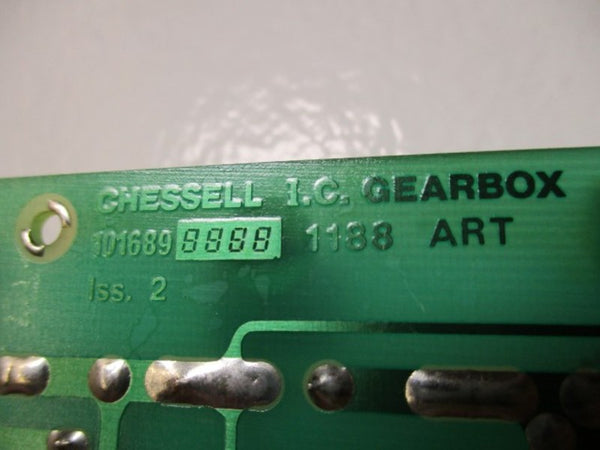 CHESSELL I.C. GEARBOX
101689 8888 1188 ART
Iss. 2